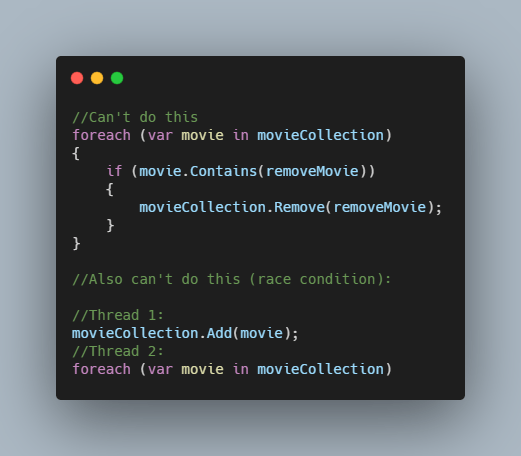 //Can't do this
foreach (var movie in movieCollection)
{
    if (movie.Contains(removeMovie))
    {
        movieCollection.Remove(removeMovie);
    }
}

//Also can't do this (race condition):

//Thread 1:
movieCollection.Add(movie);
//Thread 2:
foreach (var movie in movieCollection)